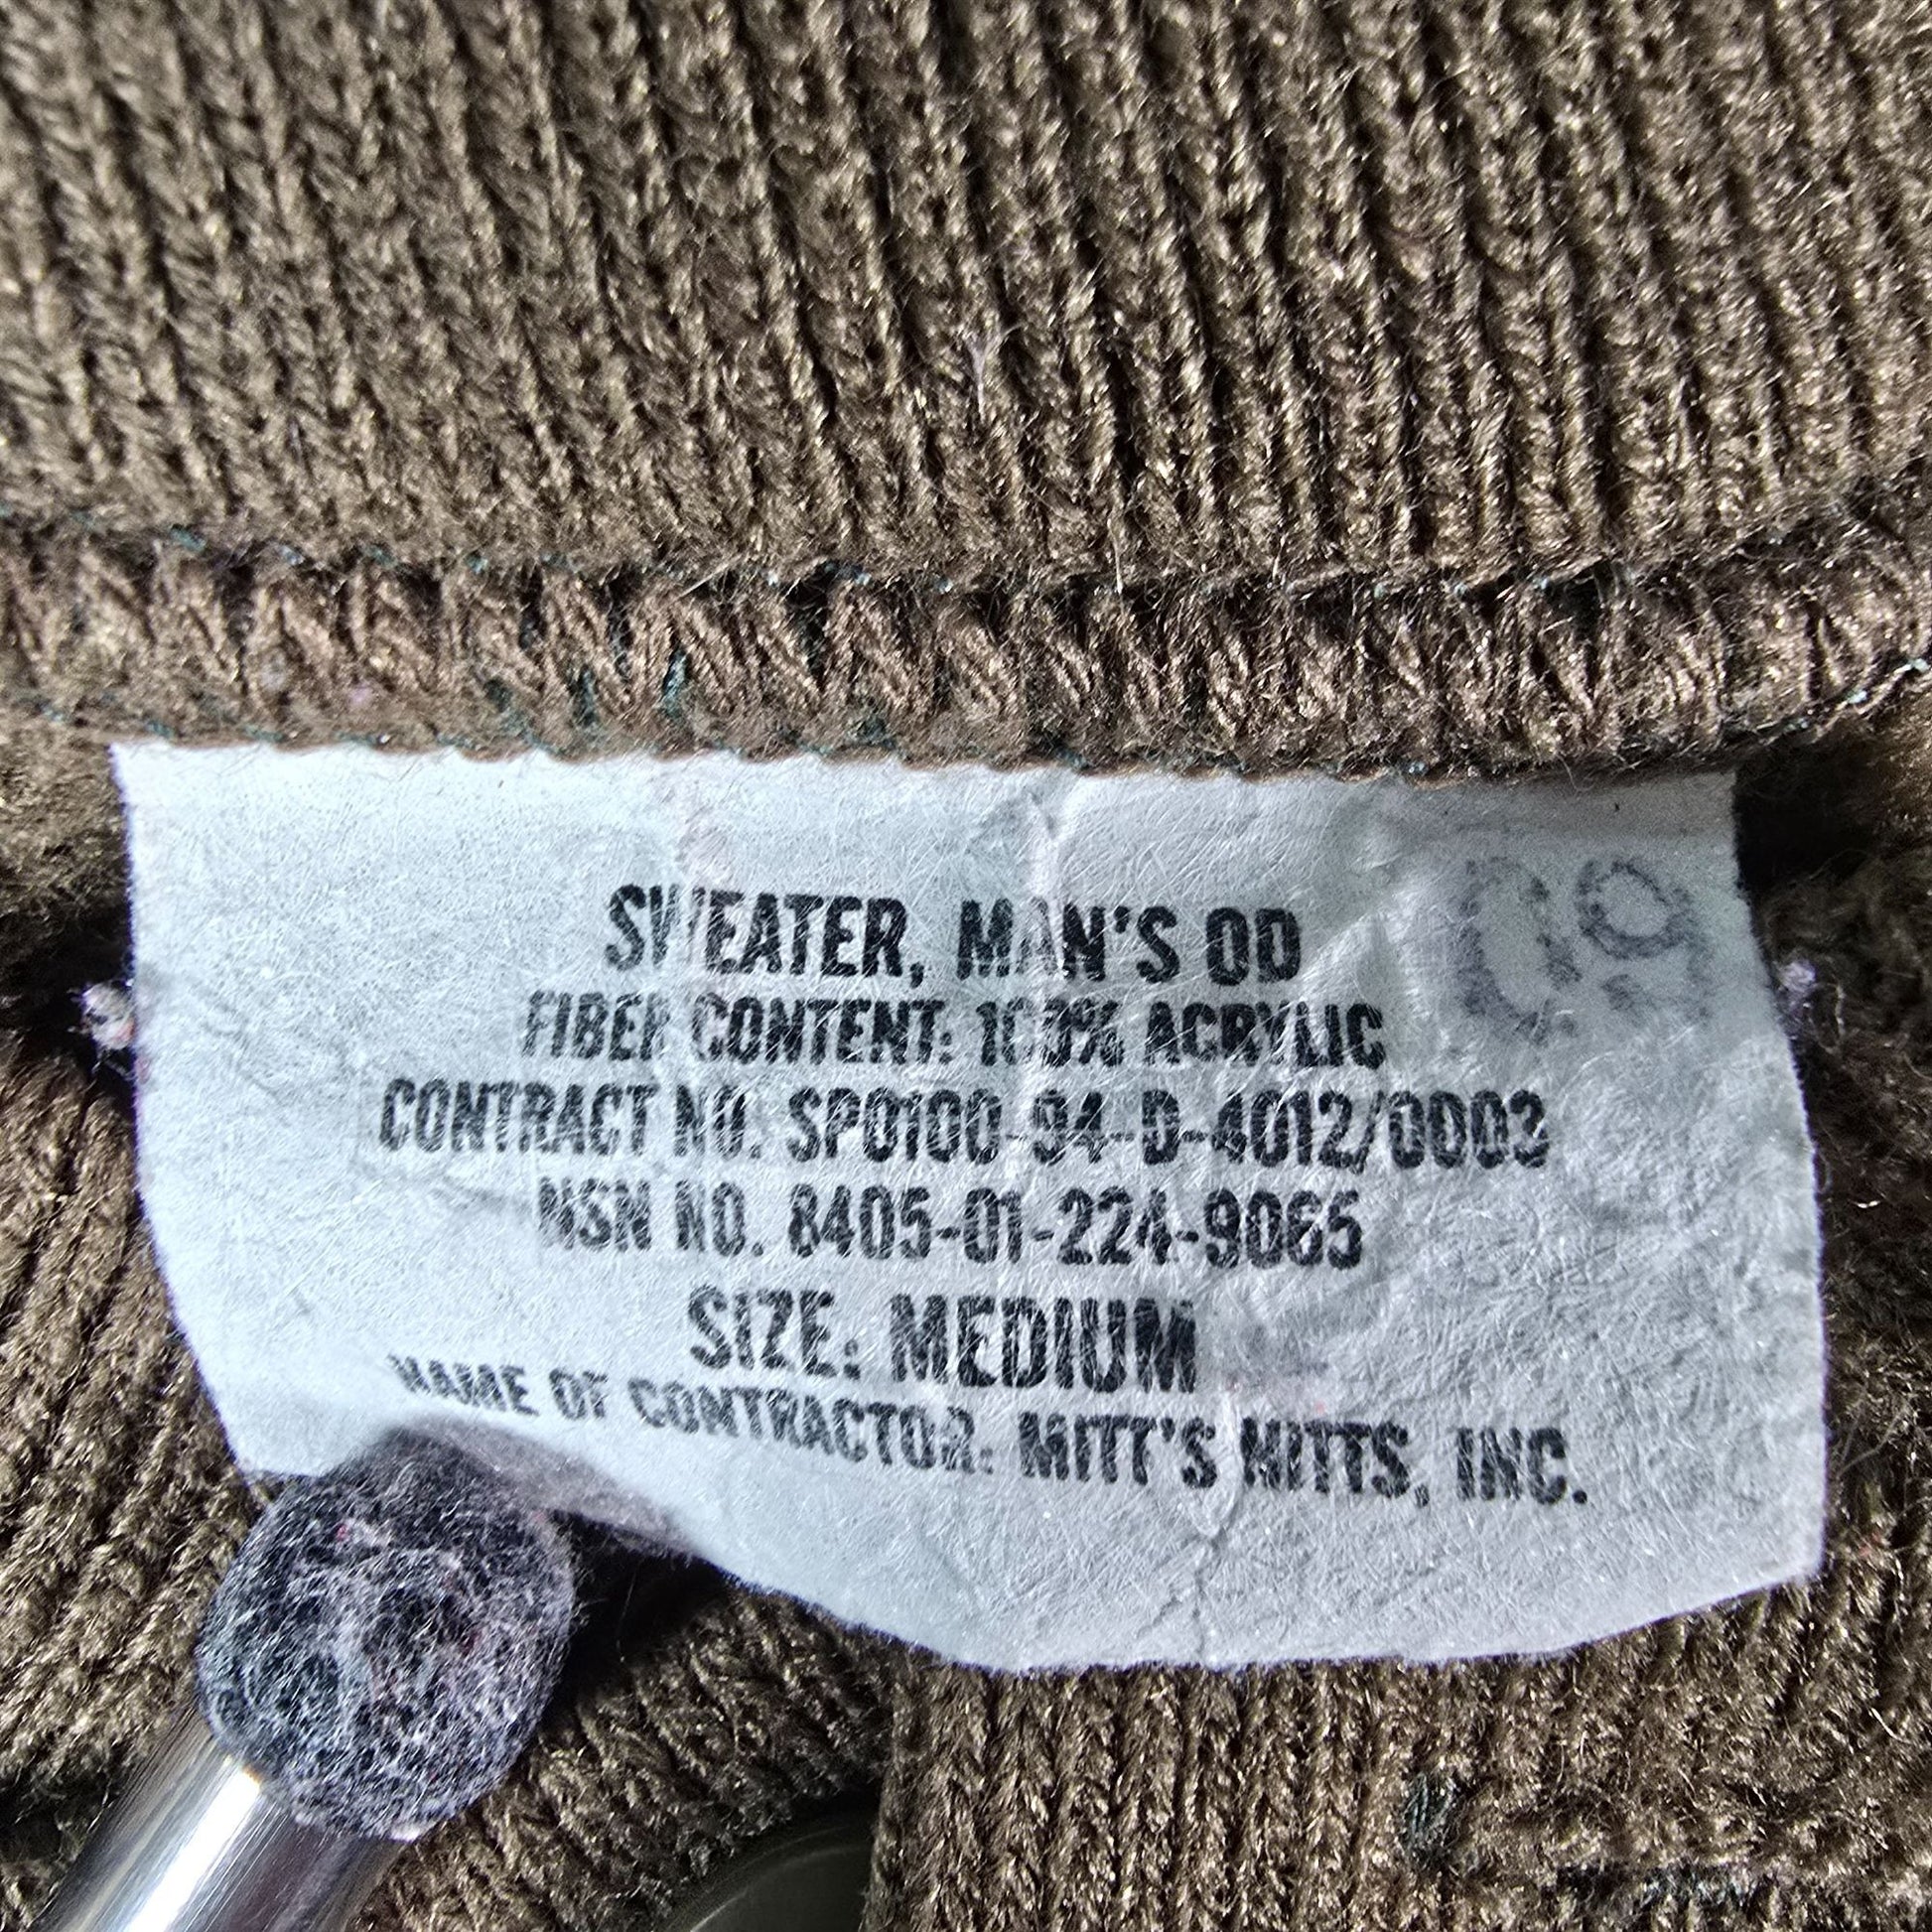 SWEATER, MAN'S OD
FIBER CONTENT: 100% ACRYLIC
CONTRACT NO. SP0100-94-D-4012/0003
NSN NO. 8405-01-224-9065
SIZE: MEDIUM
NAME OF CONTRACTOR: MITT'S NITTS, INC.